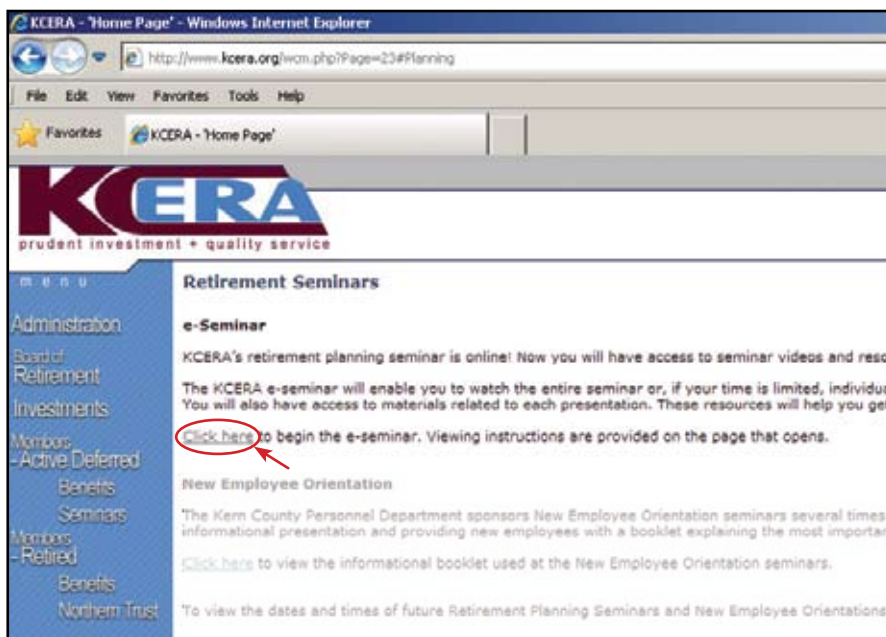 KCERA - 'Home Page' - Windows Internet Explorer
http://www.kcera.org/wcm.php?Page=23#Planning
File Edit View Favorites Tools Help
Favorites KCERA - 'Home Page'
KCERA
prudent investment + quality service
menu
Administration
Board of
Retirement
Investments
Members
- Active Deferred
Benefits
Seminars
Members
- Retired
Benefits
Northern Trust
Retirement Seminars
e-Seminar
KCERA's retirement planning seminar is online! Now you will have access to seminar videos and reso
The KCERA e-seminar will enable you to watch the entire seminar or, if your time is limited, individua
You will also have access to materials related to each presentation. These resources will help you get
Click here to begin the e-seminar. Viewing instructions are provided on the page that opens.
New Employee Orientation
The Kern County Personnel Department sponsors New Employee Orientation seminars several times
informational presentation and providing new employees with a booklet explaining the most importan
Click here to view the informational booklet used at the New Employee Orientation seminars.
To view the dates and times of future Retirement Planning Seminars and New Employee Orientations